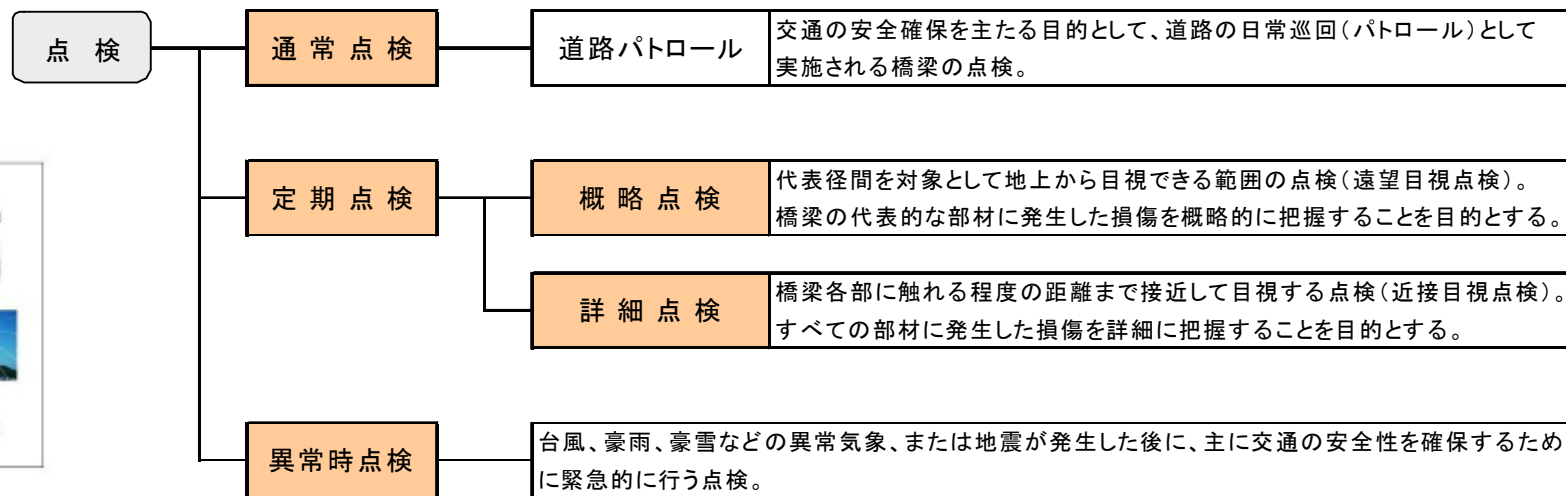 点検
通常点検
道路パトロール
交通の安全確保を主たる目的として、道路の日常巡回(パトロール)として
実施される橋梁の点検。
定期点検
概略点検
代表径間を対象として地上から目視できる範囲の点検(遠望目視点検)。
橋梁の代表的な部材に発生した損傷を概略的に把握することを目的とする。
詳細点検
橋梁各部に触れる程度の距離まで接近して目視する点検(近接目視点検)。
すべての部材に発生した損傷を詳細に把握することを目的とする。
異常時点検
台風、豪雨、豪雪などの異常気象、または地震が発生した後に、主に交通の安全性を確保するため
に緊急的に行う点検。